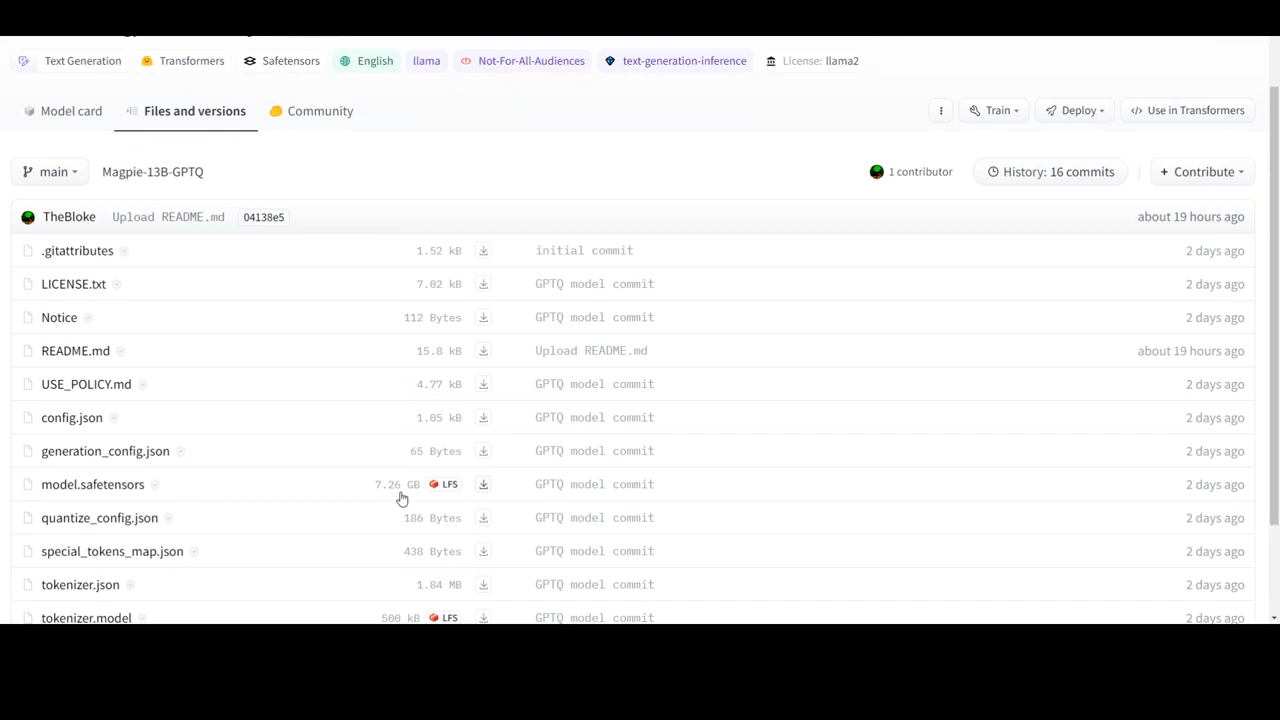 Text Generation Transformers Safetensors English llama Not-For-All-Audiences text-generation-inference License: llama2
Model card Files and versions Community Train Deploy Use in Transformers
main Magpie-13B-GPTQ 1 contributor History: 16 commits + Contribute
TheBloke Upload README.md 04138e5 about 19 hours ago
.gitattributes 1.52 kB initial commit 2 days ago
LICENSE.txt 7.02 kB GPTQ model commit 2 days ago
Notice 112 Bytes GPTQ model commit 2 days ago
README.md 15.8 kB Upload README.md about 19 hours ago
USE_POLICY.md 4.77 kB GPTQ model commit 2 days ago
config.json 1.05 kB GPTQ model commit 2 days ago
generation_config.json 65 Bytes GPTQ model commit 2 days ago
model.safetensors 7.26 GB LFS GPTQ model commit 2 days ago
quantize_config.json 186 Bytes GPTQ model commit 2 days ago
special_tokens_map.json 438 Bytes GPTQ model commit 2 days ago
tokenizer.json 1.84 MB GPTQ model commit 2 days ago
tokenizer.model 500 kB LFS GPTQ model commit 2 days ago